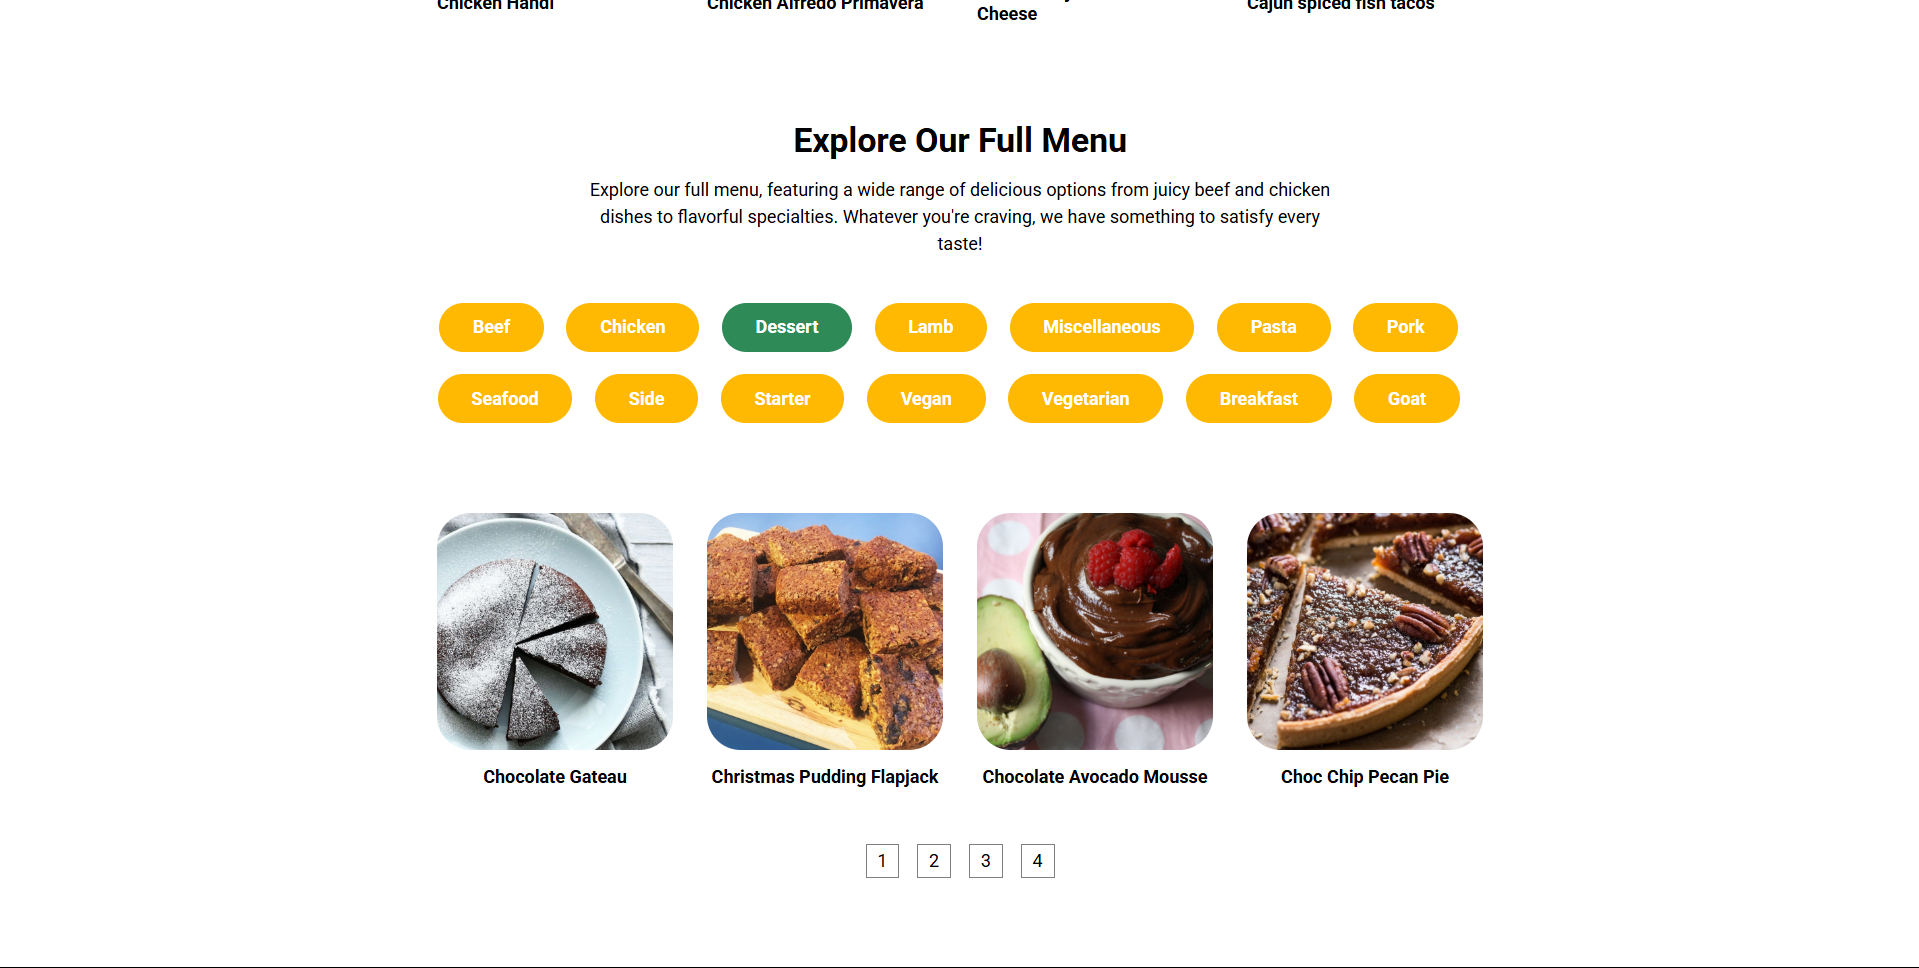 Chicken Handi
Chicken Alfredo Primavera
Cheese
Cajun spiced fish tacos
Explore Our Full Menu
Explore our full menu, featuring a wide range of delicious options from juicy beef and chicken
dishes to flavorful specialties. Whatever you're craving, we have something to satisfy every
taste!
Beef
Chicken
Dessert
Lamb
Miscellaneous
Pasta
Pork
Seafood
Side
Starter
Vegan
Vegetarian
Breakfast
Goat
Chocolate Gateau
Christmas Pudding Flapjack
Chocolate Avocado Mousse
Choc Chip Pecan Pie
1
2
3
4